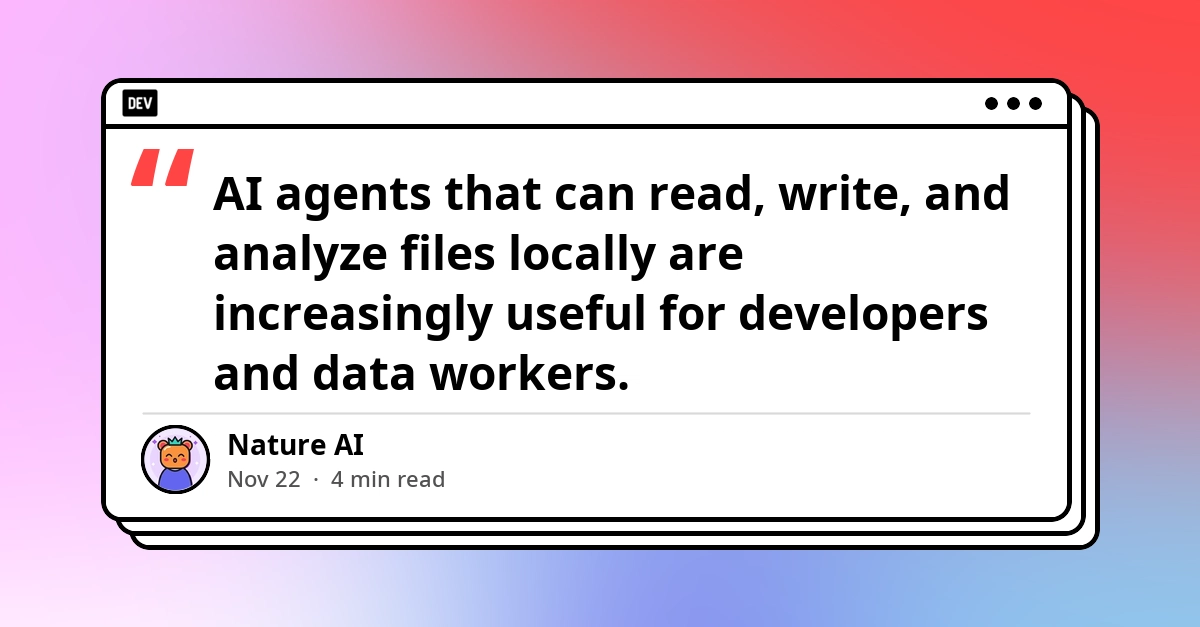 DEV
“
AI agents that can read, write, and
analyze files locally are
increasingly useful for developers
and data workers.
Nature AI
Nov 22 · 4 min read